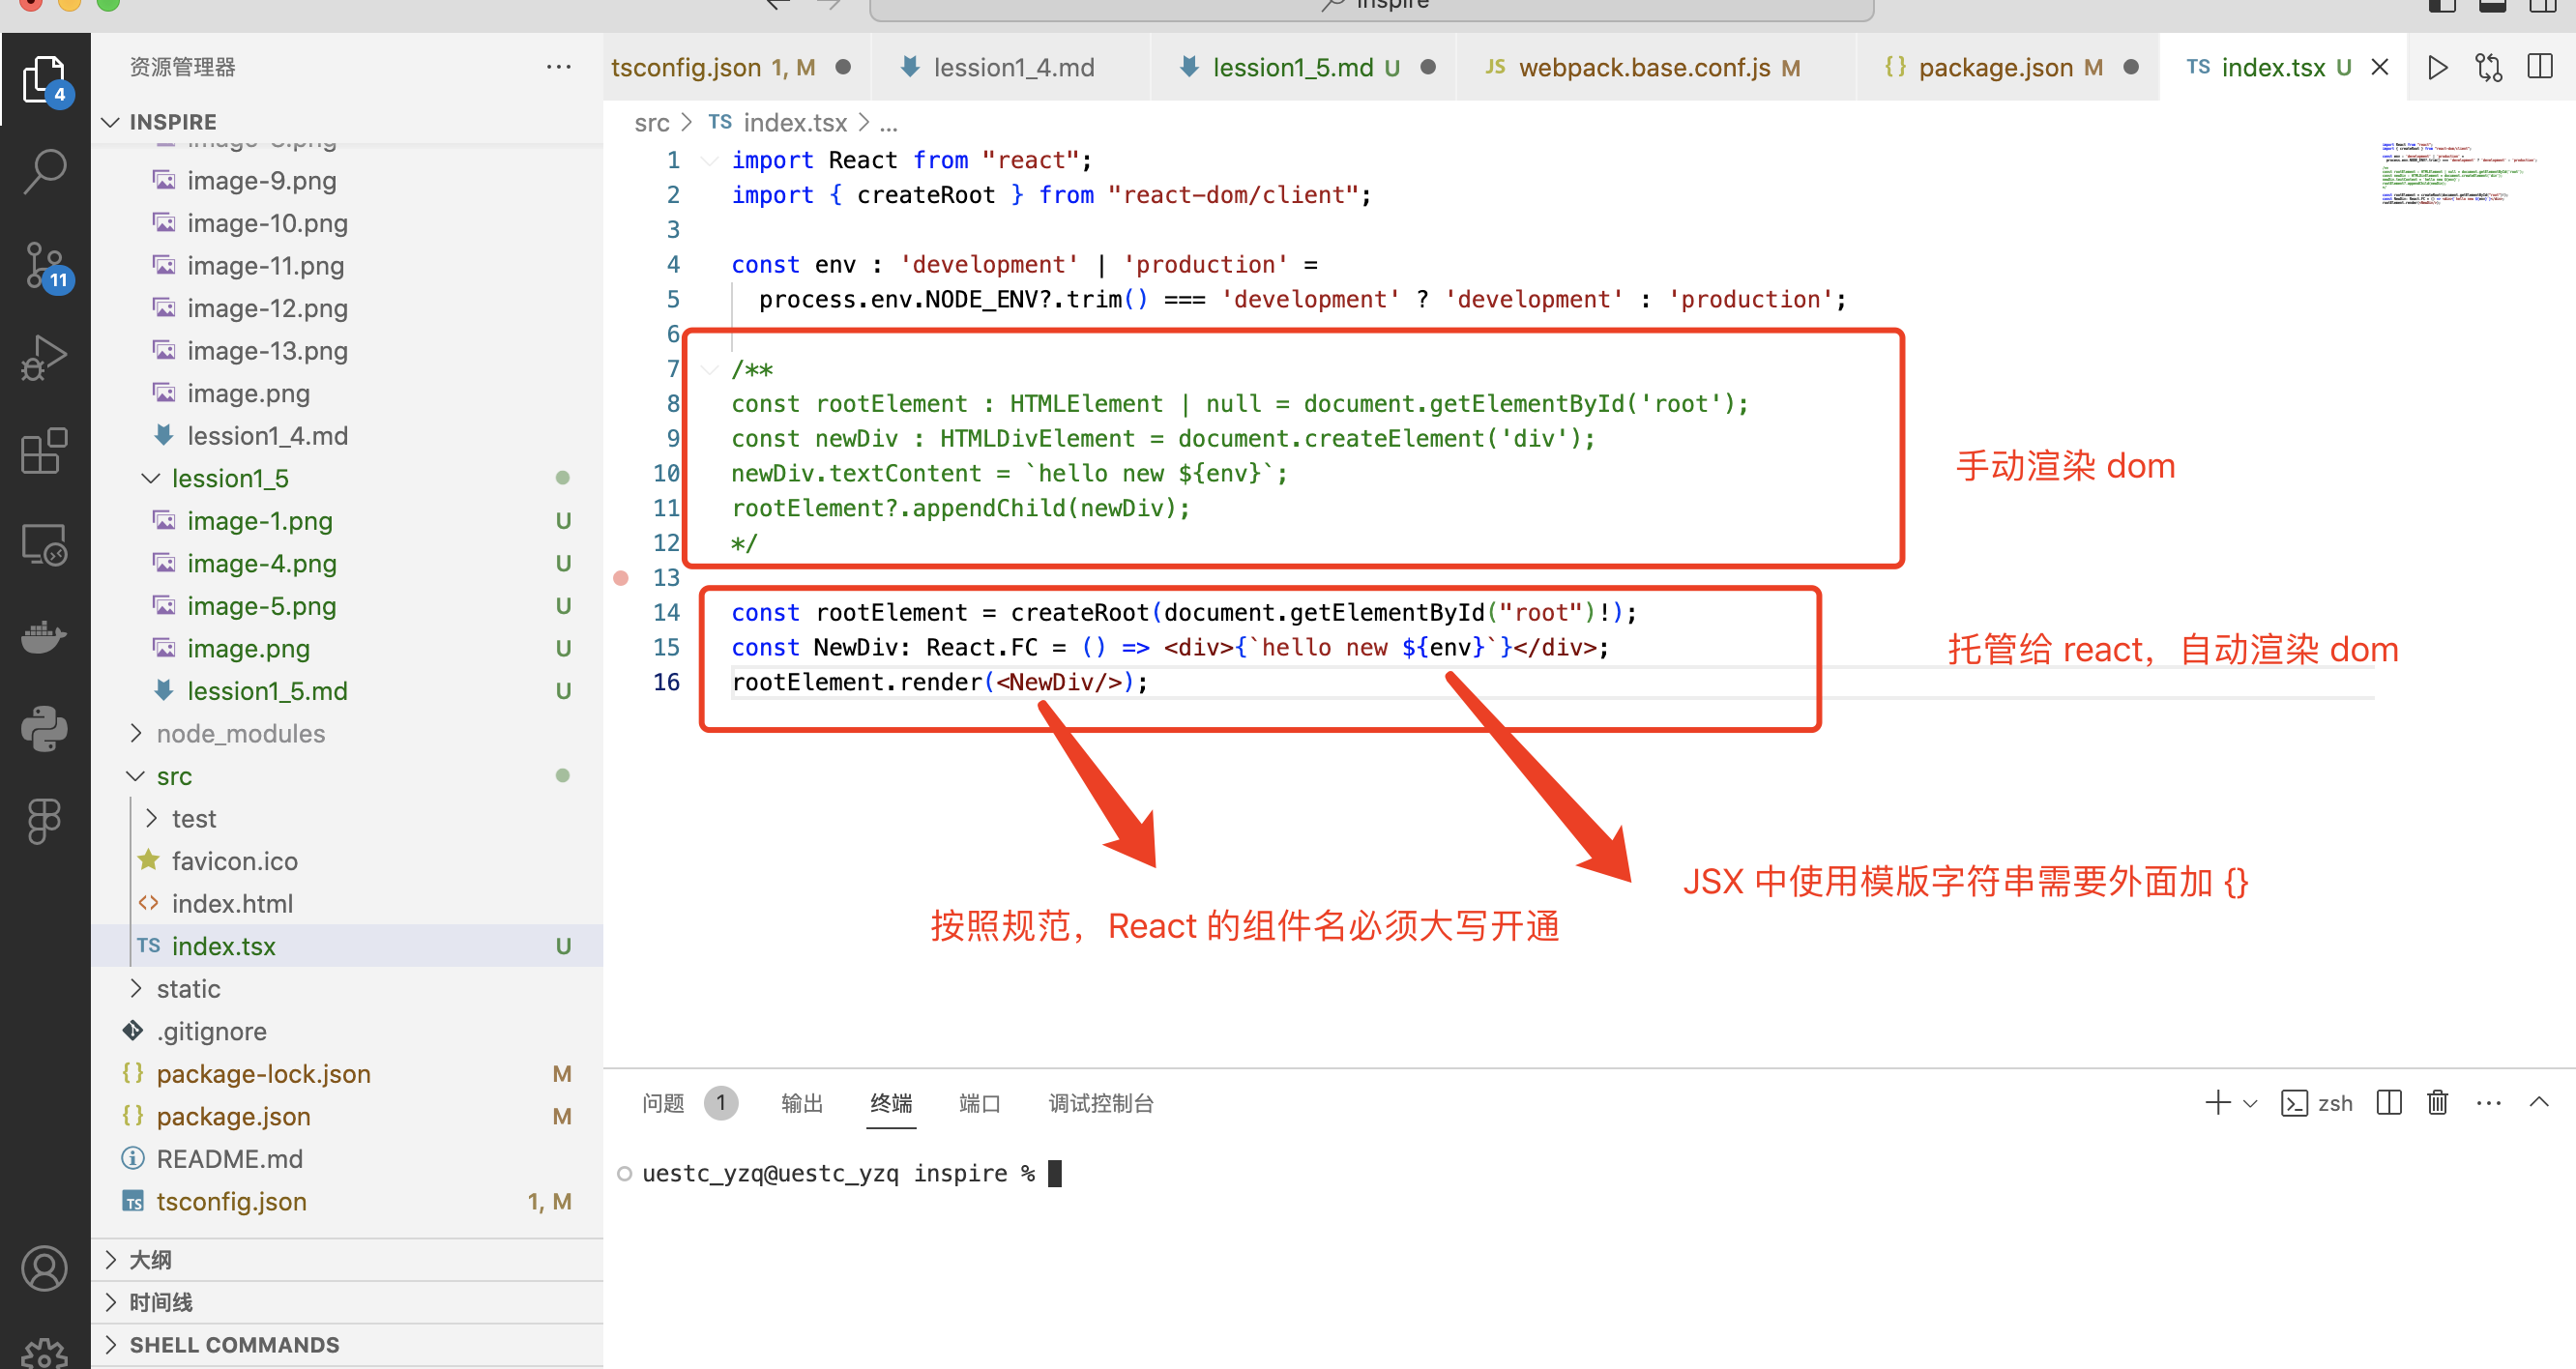 inspire
资源管理器
INSPIRE
image-9.png
image-10.png
image-11.png
image-12.png
image-13.png
image.png
lession1_4.md
lession1_5
image-1.png U
image-4.png U
image-5.png U
image.png U
lession1_5.md U
node_modules
src
test
favicon.ico
index.html
TS index.tsx U
static
.gitignore
{} package-lock.json M
{} package.json M
README.md
TS tsconfig.json 1, M
大纲
时间线
SHELL COMMANDS
4
11
tsconfig.json 1, M
lession1_4.md
lession1_5.md U
JS webpack.base.conf.js M
{} package.json M
TS index.tsx U
src > TS index.tsx > ...
1 import React from "react";
2 import { createRoot } from "react-dom/client";
3
4 const env : 'development' | 'production' =
5 process.env.NODE_ENV?.trim() === 'development' ? 'development' : 'production';
6
7 /**
8 const rootElement : HTMLElement | null = document.getElementById('root');
9 const newDiv : HTMLDivElement = document.createElement('div');
10 newDiv.textContent = `hello new ${env}`;
11 rootElement?.appendChild(newDiv);
12 */
13
14 const rootElement = createRoot(document.getElementById("root")!);
15 const NewDiv: React.FC = () => <div>{`hello new ${env}`}</div>;
16 rootElement.render(<NewDiv/>);
手动渲染 dom
托管给 react，自动渲染 dom
JSX 中使用模版字符串需要外面加 {}
按照规范，React 的组件名必须大写开通
问题 1 输出 终端 端口 调试控制台
zsh
uestc_yzq@uestc_yzq inspire %